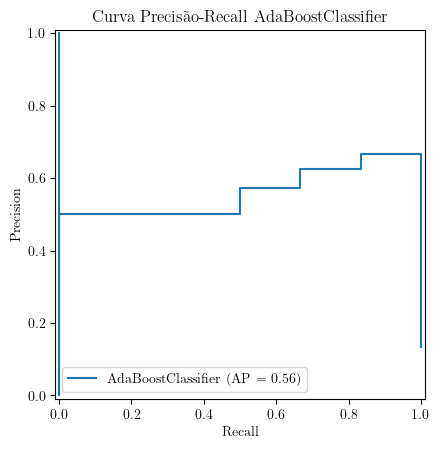 Curva Precisão-Recall AdaBoostClassifier
1.0
0.8
0.6
0.4
0.2
0.0
Precision
AdaBoostClassifier (AP = 0.56)
0.0 0.2 0.4 0.6 0.8 1.0
Recall